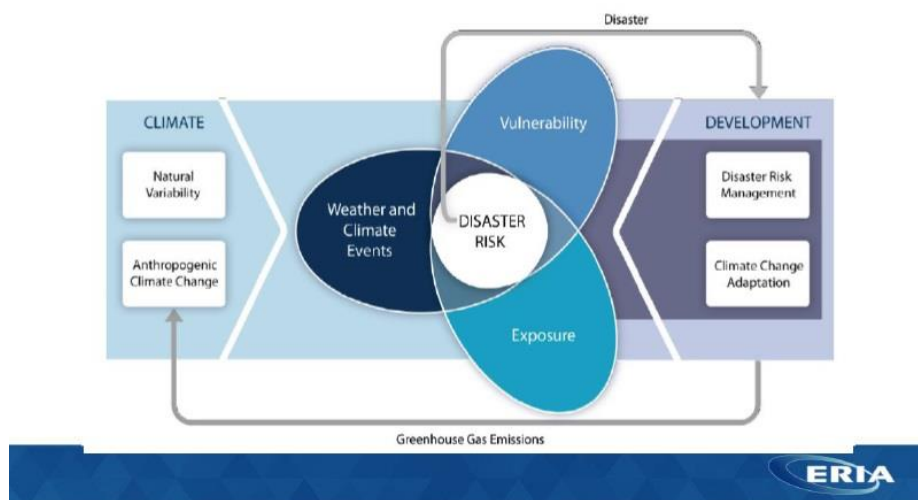 Disaster
CLIMATE
Natural
Variability
Anthropogenic
Climate Change
Weather and
Climate
Events
Vulnerability
DISASTER
RISK
Exposure
DEVELOPMENT
Disaster Risk
Management
Climate Change
Adaptation
Greenhouse Gas Emissions
ERIA